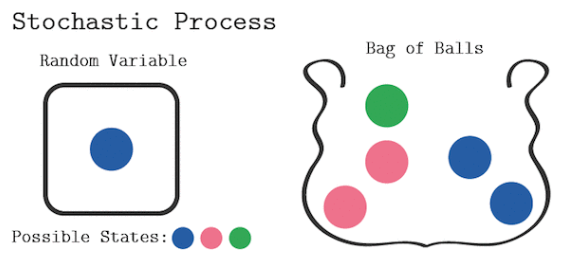 Stochastic Process
Random Variable
Bag of Balls
Possible States: